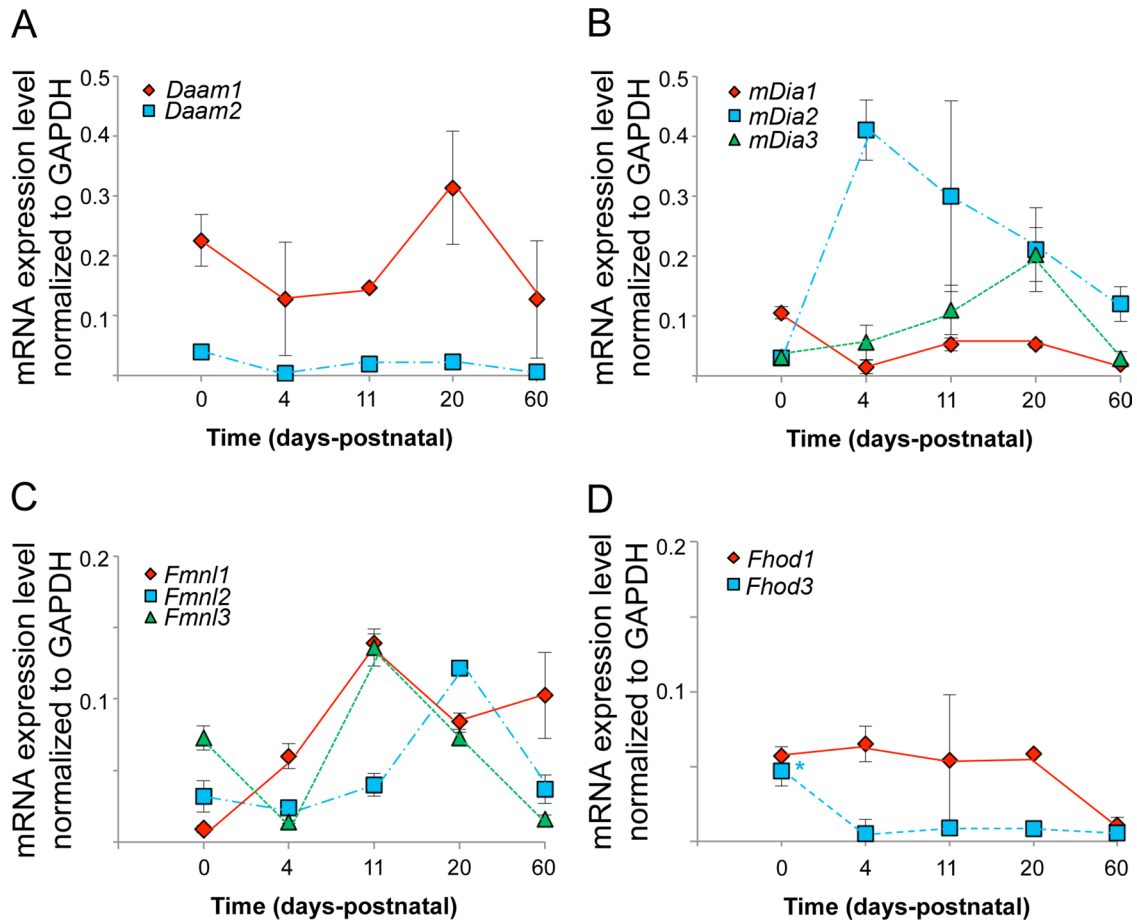 A
mRNA expression level
normalized to GAPDH
0.5
0.4
0.3
0.2
0.1
Daam1
Daam2
0 4 11 20 60
Time (days-postnatal)
B
mRNA expression level
normalized to GAPDH
0.5
0.4
0.3
0.2
0.1
mDia1
mDia2
mDia3
0 4 11 20 60
Time (days-postnatal)
C
mRNA expression level
normalized to GAPDH
0.2
0.1
Fmnl1
Fmnl2
Fmnl3
0 4 11 20 60
Time (days-postnatal)
D
mRNA expression level
normalized to GAPDH
0.2
0.1
Fhod1
Fhod3
*
0 4 11 20 60
Time (days-postnatal)